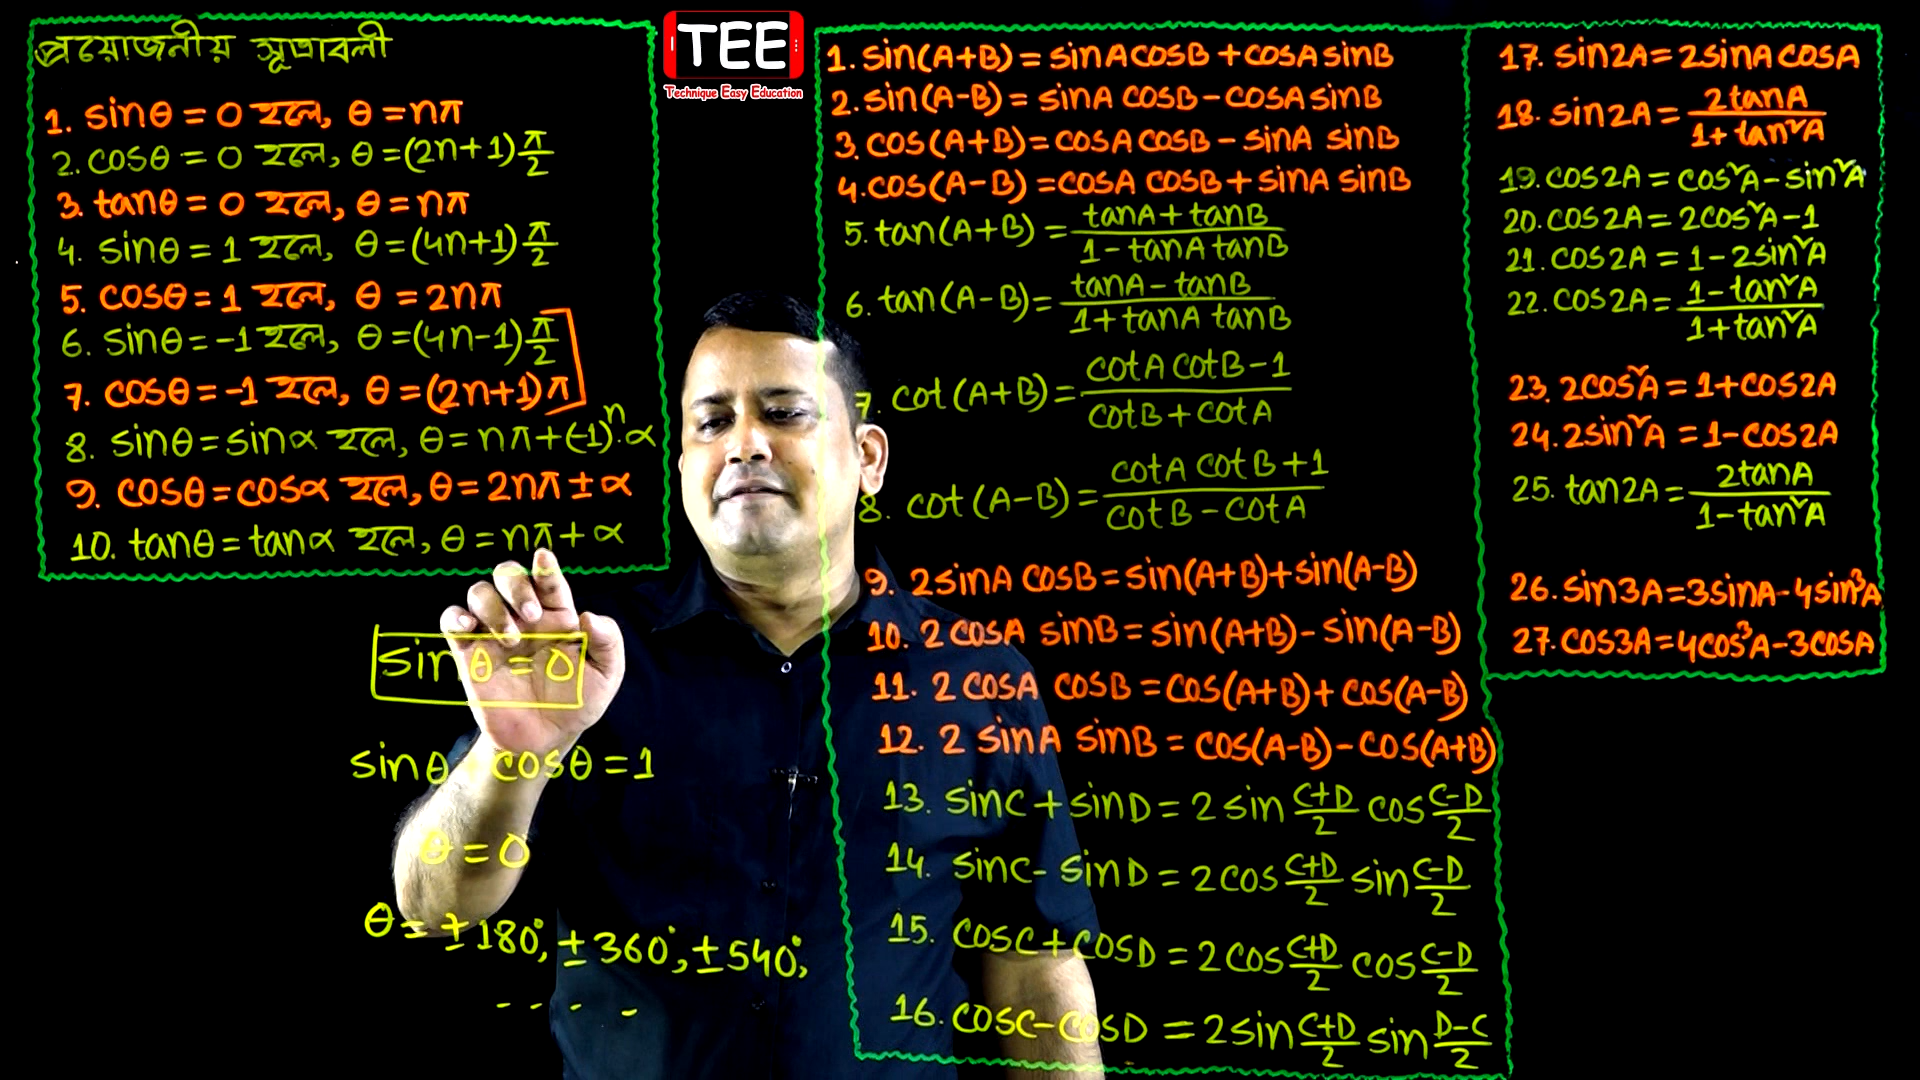 প্রয়োজনীয় সূত্রাবলী
1. sinθ = 0 হলে, θ = nπ
2. cosθ = 0 হলে, θ = (2n+1)π/2
3. tanθ = 0 হলে, θ = nπ
4. sinθ = 1 হলে, θ = (4n+1)π/2
5. cosθ = 1 হলে, θ = 2nπ
6. sinθ = -1 হলে, θ = (4n-1)π/2
7. cosθ = -1 হলে, θ = (2n+1)π
8. sinθ = sinα হলে, θ = nπ + (-1)ⁿ·α
9. cosθ = cosα হলে, θ = 2nπ ± α
10. tanθ = tanα হলে, θ = nπ + α
sinθ = 0
sinθ cosθ = 1
θ = 0
θ = ±180°, ±360°, ±540°,
- - - -
TEE
Technique Easy Education
1. sin(A+B) = sinA cosB + cosA sinB
2. sin(A-B) = sinA cosB - cosA sinB
3. cos(A+B) = cosA cosB - sinA sinB
4. cos(A-B) = cosA cosB + sinA sinB
5. tan(A+B) = (tanA + tanB)/(1 - tanA tanB)
6. tan(A-B) = (tanA - tanB)/(1 + tanA tanB)
7. cot(A+B) = (cotA cotB - 1)/(cotB + cotA)
8. cot(A-B) = (cotA cotB + 1)/(cotB - cotA)
9. 2sinA cosB = sin(A+B) + sin(A-B)
10. 2cosA sinB = sin(A+B) - sin(A-B)
11. 2cosA cosB = cos(A+B) + cos(A-B)
12. 2 sinA sinB = cos(A-B) - cos(A+B)
13. sinC + sinD = 2 sin (C+D)/2 cos (C-D)/2
14. sinC - sinD = 2cos (C+D)/2 sin (C-D)/2
15. cosC + cosD = 2cos (C+D)/2 cos (C-D)/2
16. cosC - cosD = 2sin (C+D)/2 sin (D-C)/2
17. sin2A = 2sinA cosA
18. sin2A = 2tanA/(1 + tan²A)
19. cos2A = cos²A - sin²A
20. cos2A = 2cos²A - 1
21. cos2A = 1 - 2sin²A
22. cos2A = (1 - tan²A)/(1 + tan²A)
23. 2cos²A = 1 + cos2A
24. 2sin²A = 1 - cos2A
25. tan2A = 2tanA/(1 - tan²A)
26. sin3A = 3sinA - 4sin³A
27. cos3A = 4cos³A - 3cosA